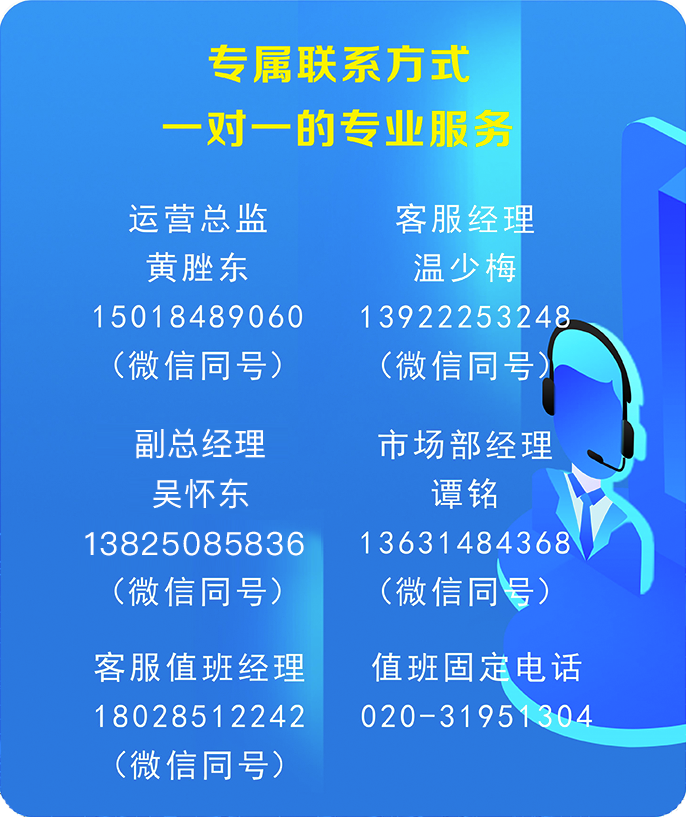 专属联系方式
一对一的专业服务
运营总监
黄脞东
15018489060
（微信同号）
客服经理
温少梅
13922253248
（微信同号）
副总经理
吴怀东
13825085836
（微信同号）
市场部经理
谭铭
13631484368
（微信同号）
客服值班经理
18028512242
（微信同号）
值班固定电话
020-31951304